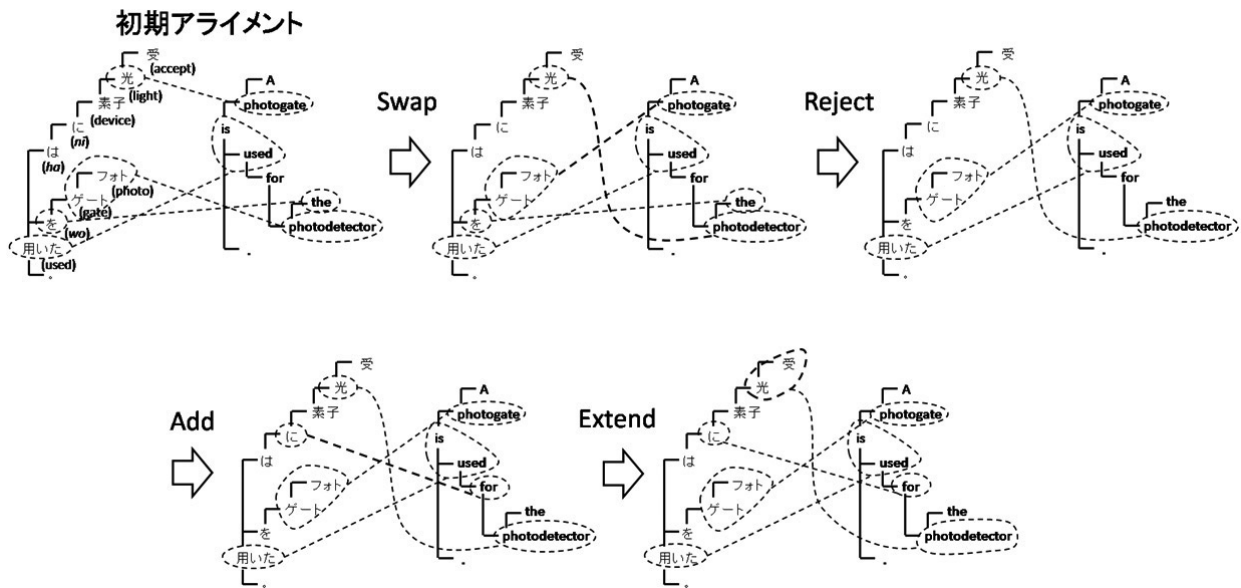 初期アライメント
受
(accept)
光
(light)
素子
(device)
に
(ni)
は
(ha)
フォト
(photo)
ゲート
(gate)
を
(wo)
用いた
(used)
。
A
photogate
is
used
for
the
photodetector
.
Swap
受
光
素子
に
は
フォト
ゲート
を
用いた
。
A
photogate
is
used
for
the
photodetector
.
Reject
受
光
素子
に
は
フォト
ゲート
を
用いた
。
A
photogate
is
used
for
the
photodetector
.
Add
受
光
素子
に
は
フォト
ゲート
を
用いた
。
A
photogate
is
used
for
the
photodetector
.
Extend
受
光
素子
に
は
フォト
ゲート
を
用いた
。
A
photogate
is
used
for
the
photodetector
.